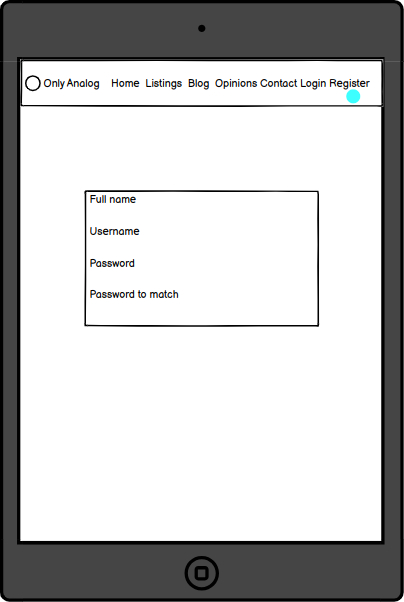 Only Analog Home Listings Blog Opinions Contact Login Register
Full name
Username
Password
Password to match